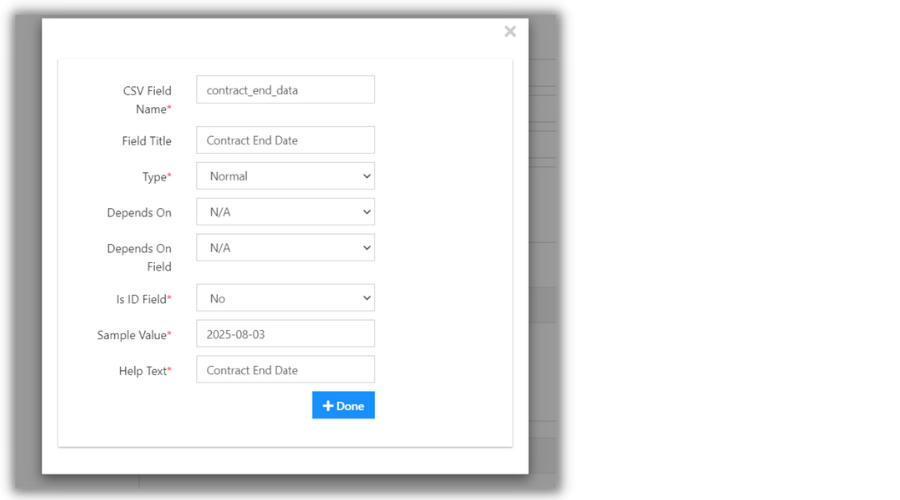 ×
CSV Field
Name*
contract_end_data
Field Title
Contract End Date
Type*
Normal
Depends On
N/A
Depends On
Field
N/A
Is ID Field*
No
Sample Value*
2025-08-03
Help Text*
Contract End Date
+ Done